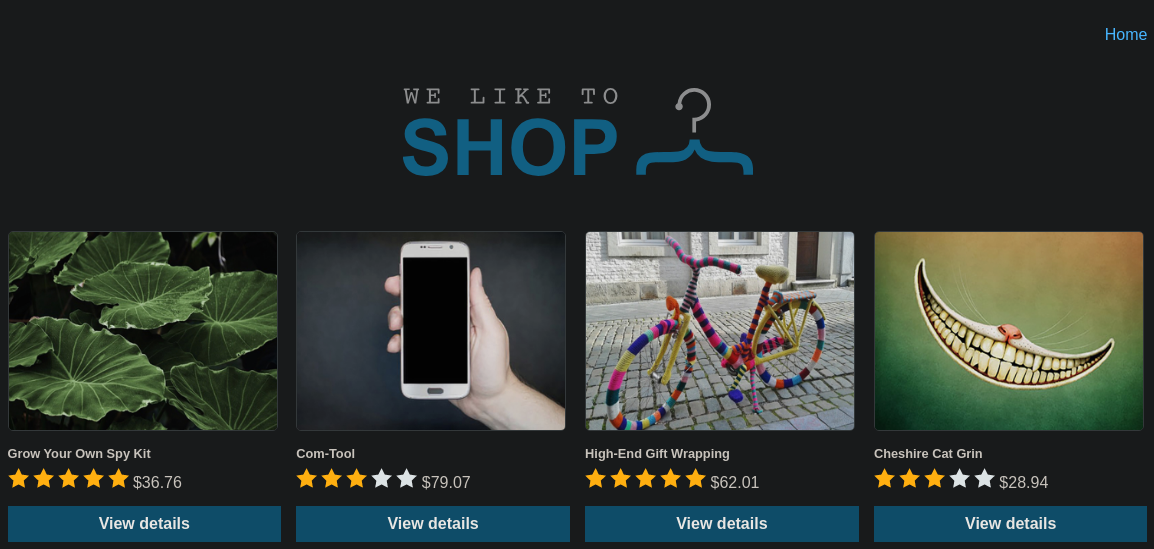 Home
WE LIKE TO
SHOP
Grow Your Own Spy Kit
$36.76
View details
Com-Tool
$79.07
View details
High-End Gift Wrapping
$62.01
View details
Cheshire Cat Grin
$28.94
View details